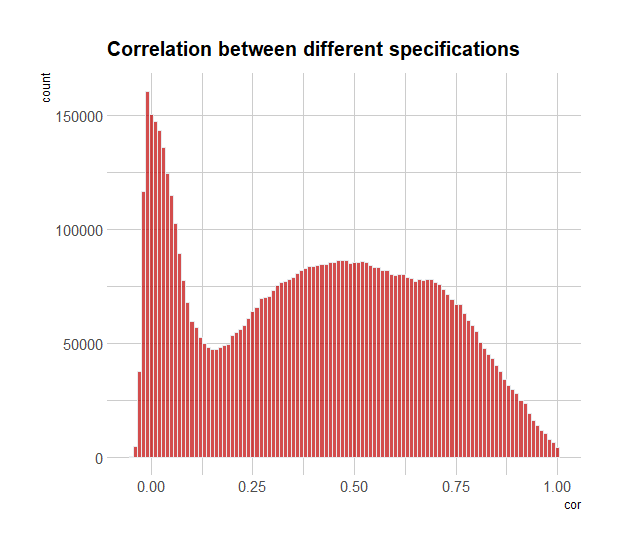 Correlation between different specifications
count
150000
100000
50000
0
0.00 0.25 0.50 0.75 1.00
cor